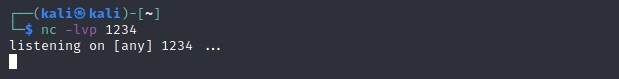 ┌──(kali㉿kali)-[~]
└─$ nc -lvp 1234
listening on [any] 1234 ...